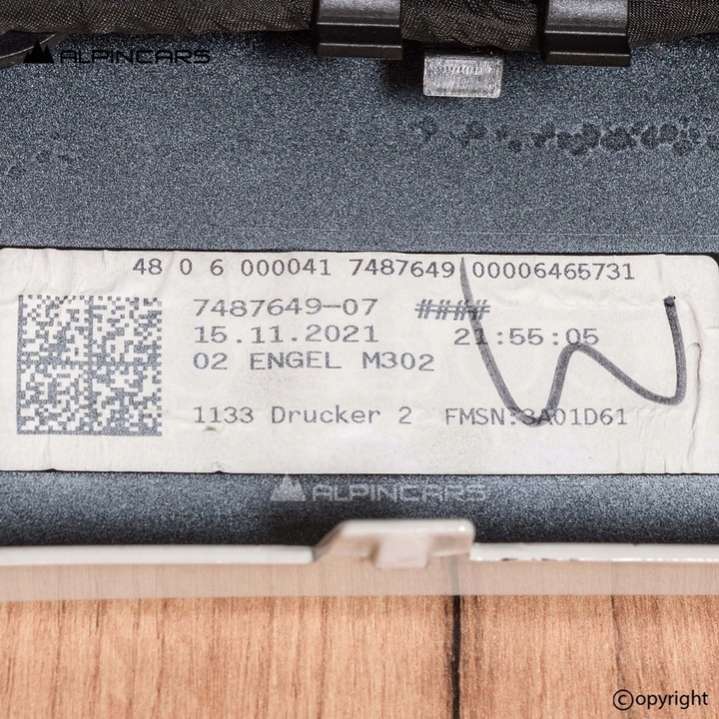 ALPINCARS
48 0 6 000041 7487649 00006465731
7487649-07 ####
15.11.2021 21:55:05
02 ENGEL M302
1133 Drucker 2 FMSN:3A01D61
ALPINCARS
©opyright